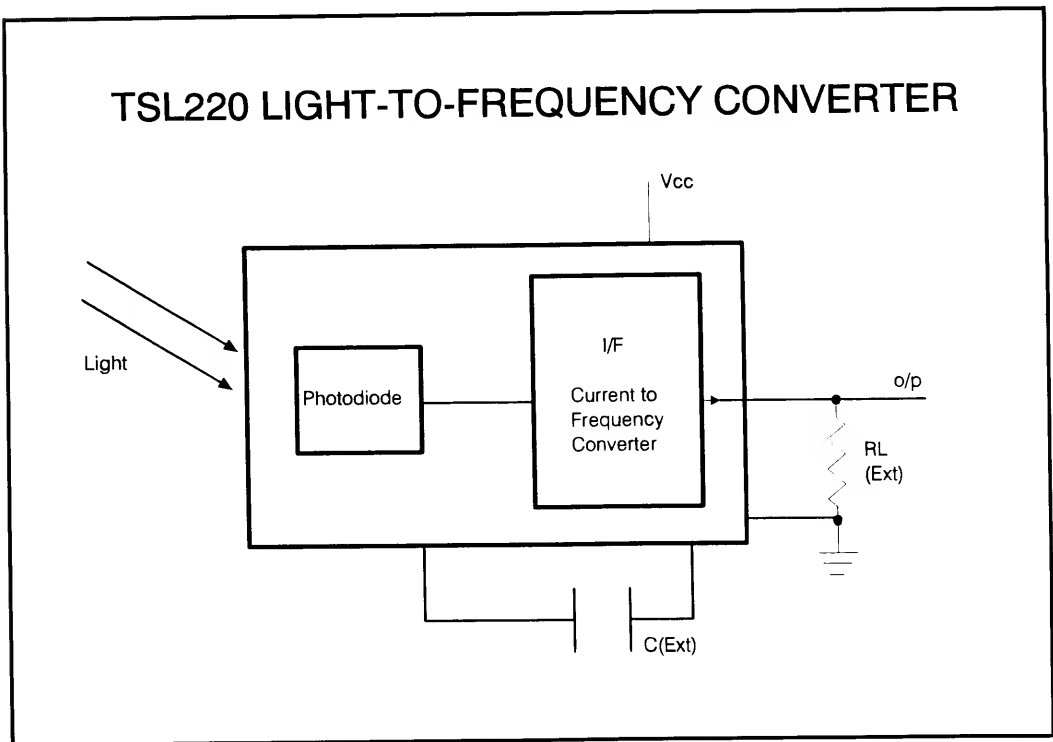 TSL220 LIGHT-TO-FREQUENCY CONVERTER
Vcc
Light
Photodiode
I/F
Current to
Frequency
Converter
o/p
RL
(Ext)
C(Ext)